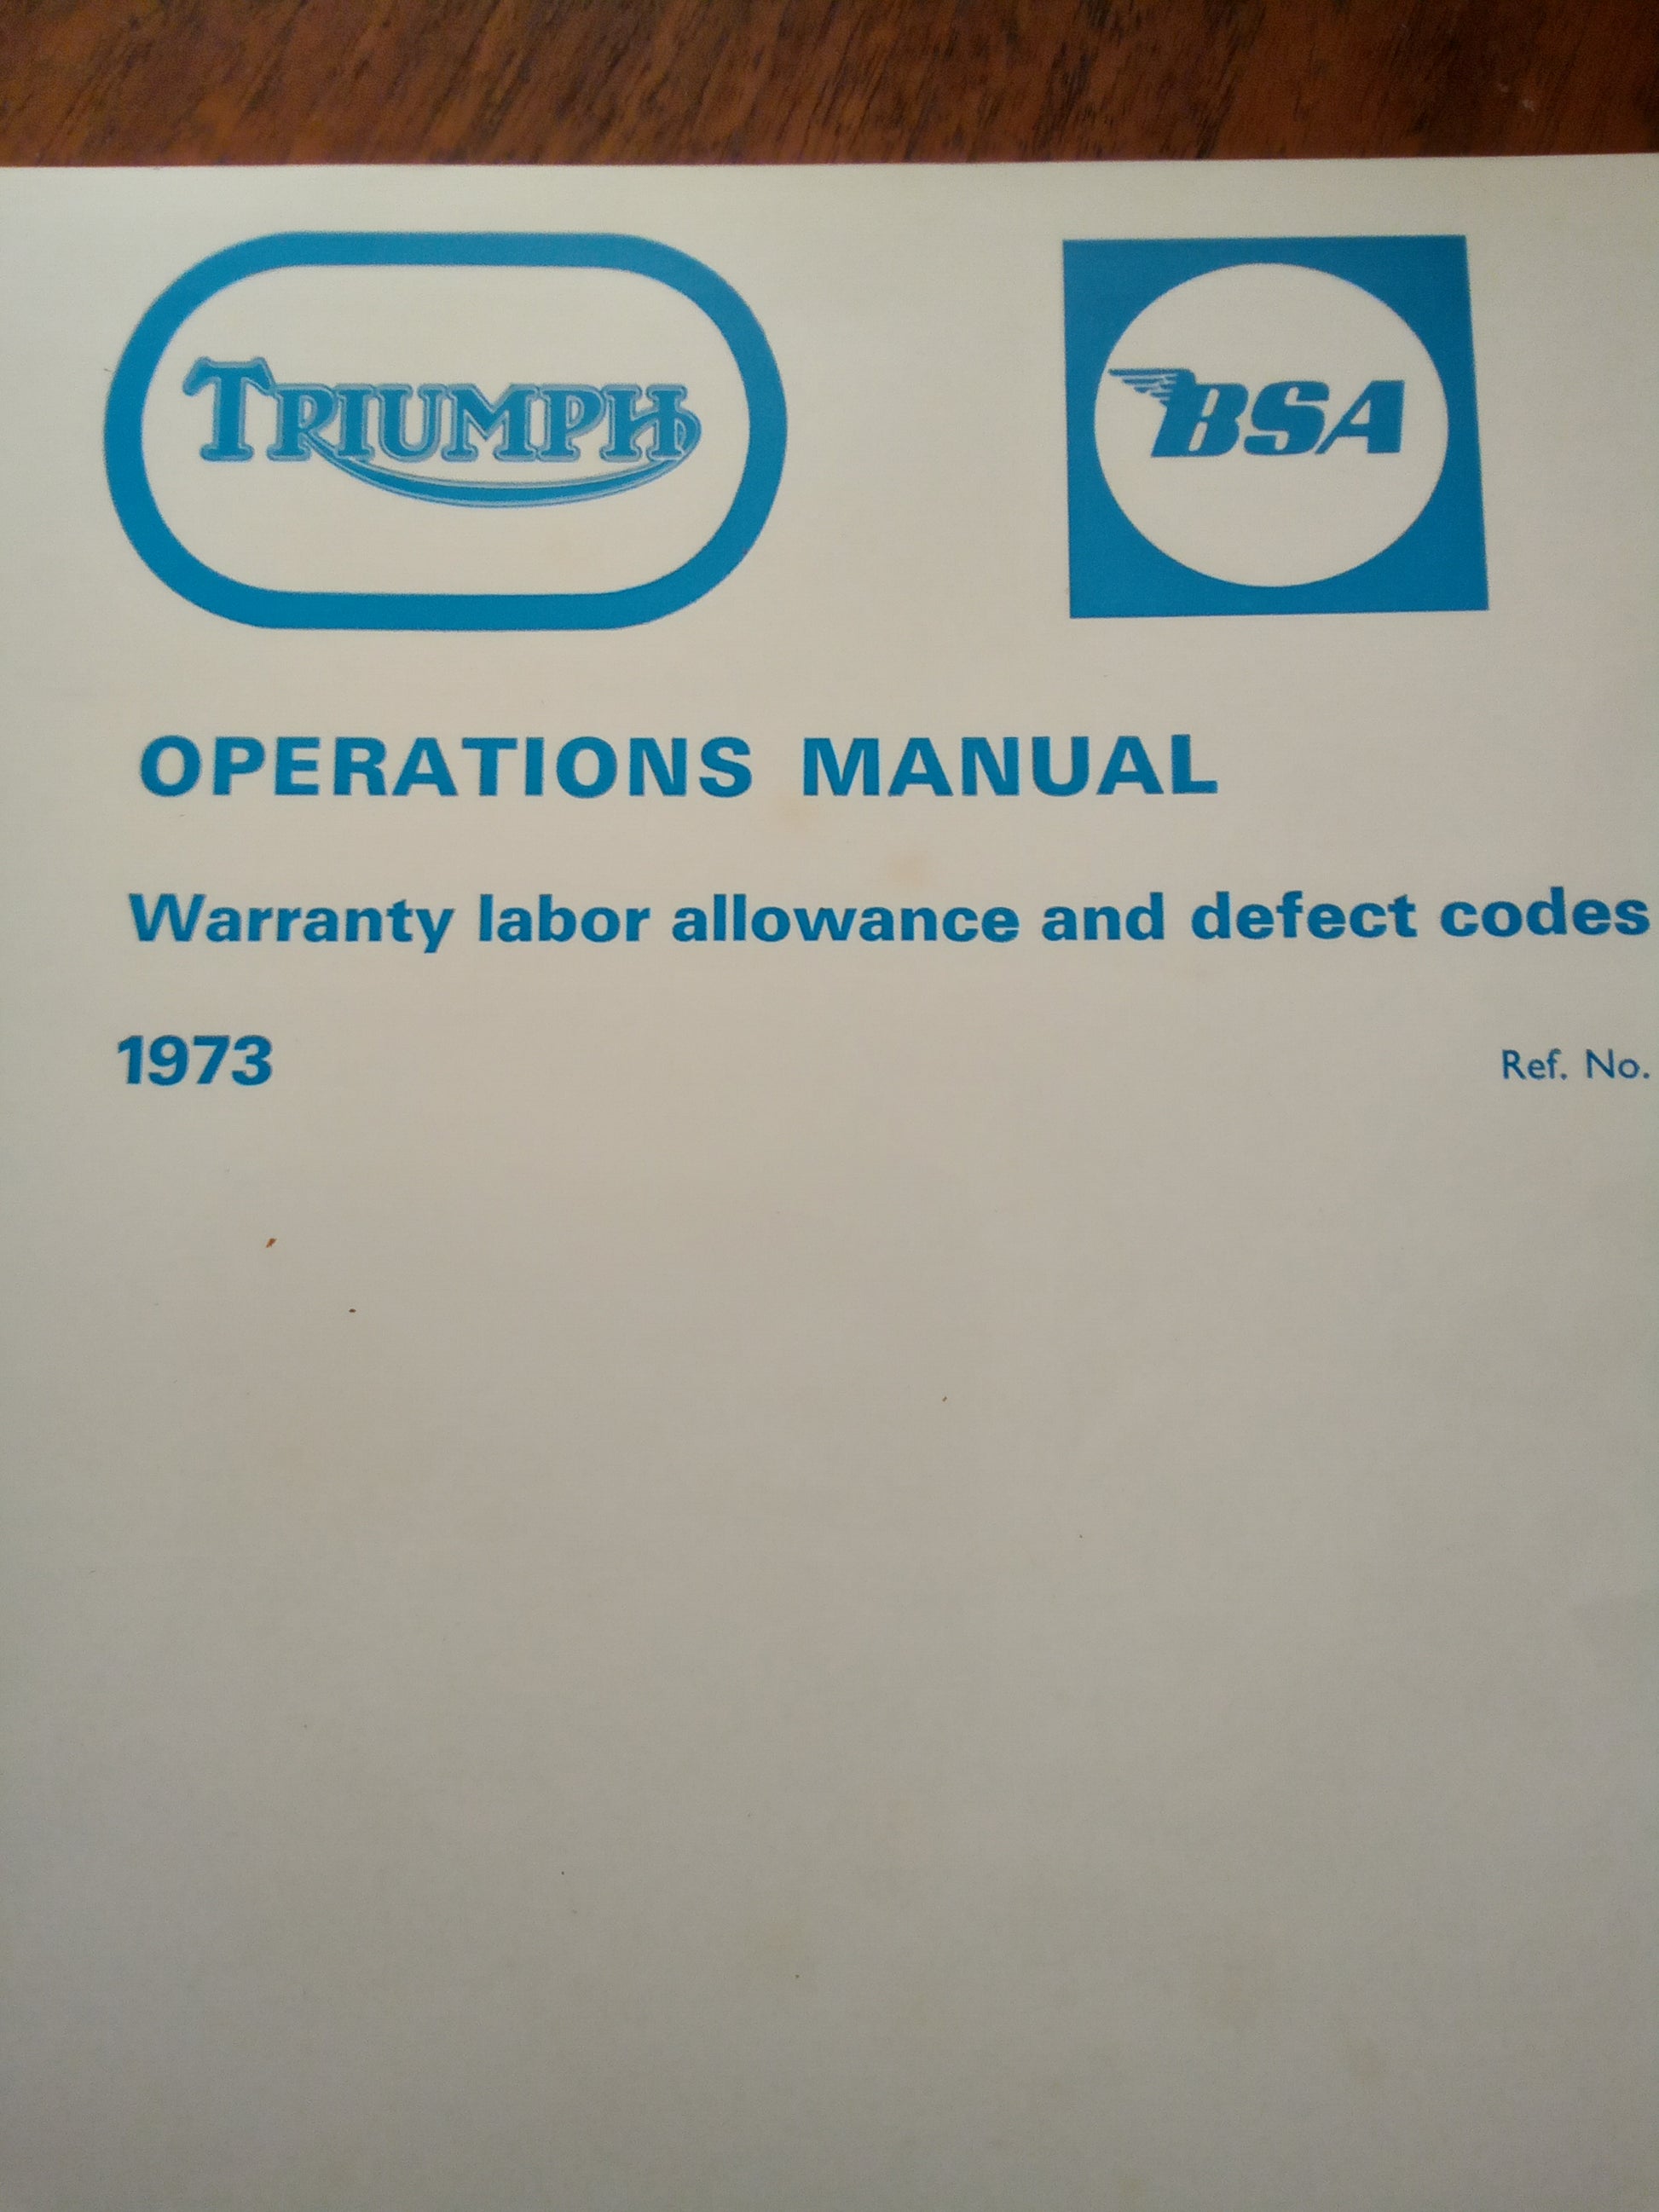 TRIUMPH
BSA
OPERATIONS MANUAL
Warranty labor allowance and defect codes
1973
Ref. No.